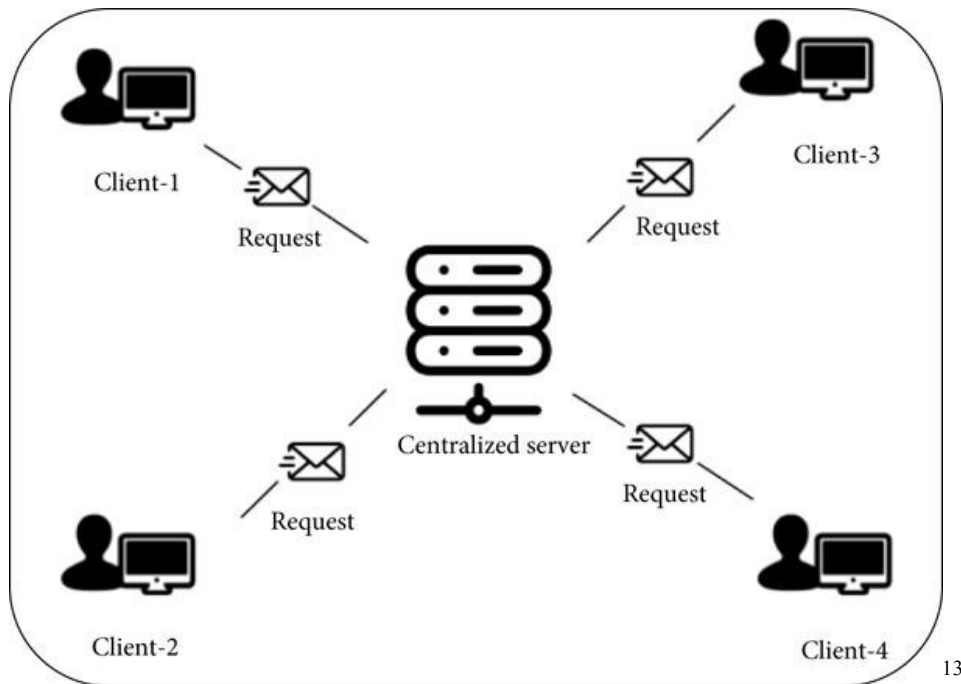 Client-1
Client-3
Request
Request
Centralized server
Request
Request
Client-2
Client-4
13